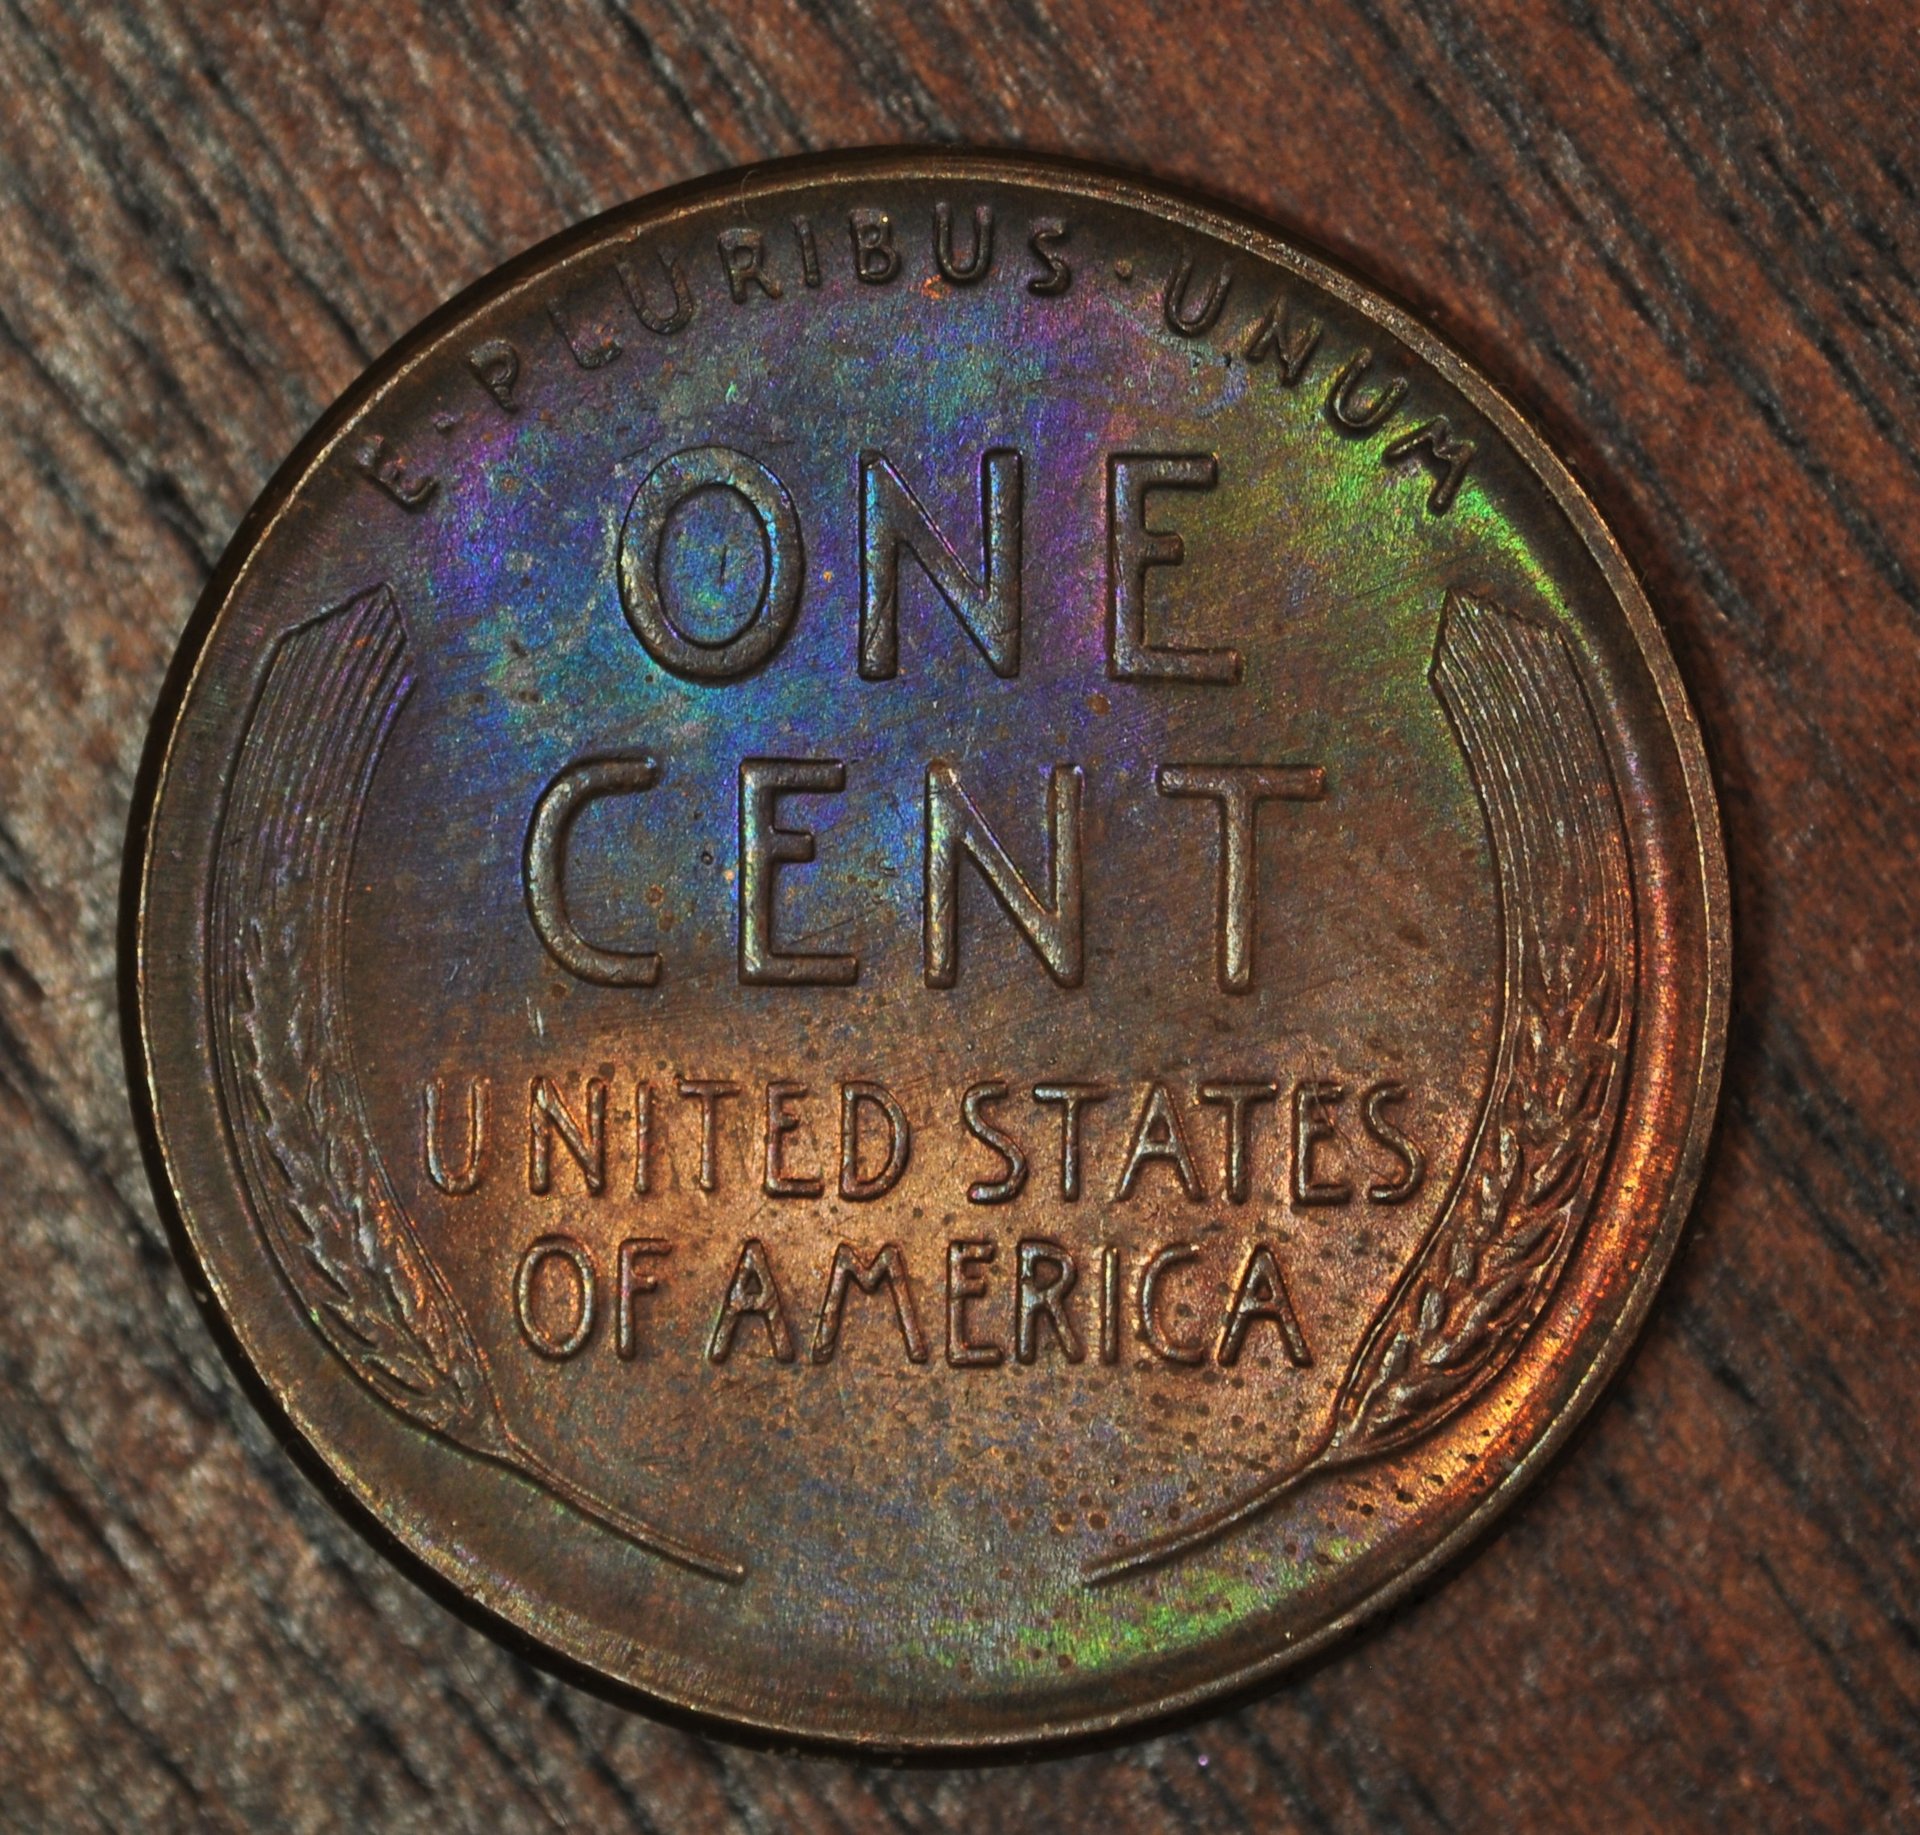 E · PLURIBUS · UNUM
ONE
CENT
UNITED STATES
OF AMERICA